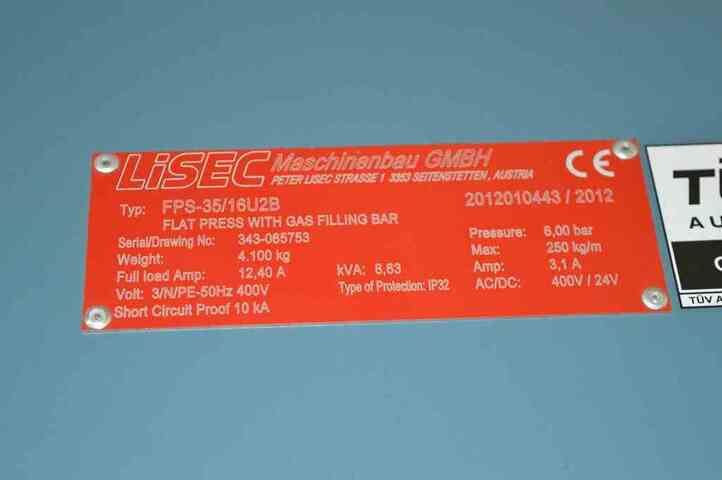 LiSEC Maschinenbau GMBH CE
PETER LISEC STRASSE 1 3353 SEITENSTETTEN, AUSTRIA
Typ: FPS-35/16U2B 2012010443 / 2012
FLAT PRESS WITH GAS FILLING BAR
Serial/Drawing No: 343-065753 Pressure: 6,00 bar
Weight: 4.100 kg Max: 250 kg/m
Full load Amp: 12,40 A kVA: 8,63 Amp: 3,1 A
Volt: 3/N/PE-50Hz 400V Type of Protection: IP32 AC/DC: 400V / 24V
Short Circuit Proof 10 kA
TÜV A